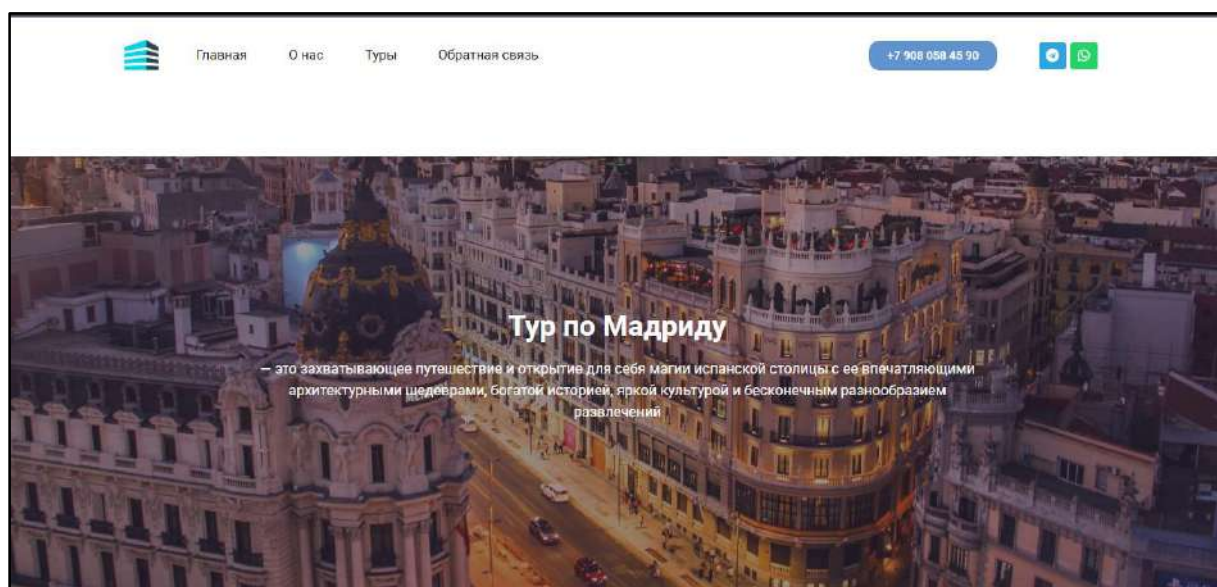 Главная
О нас
Туры
Обратная связь
+7 908 058 45 90
Тур по Мадриду
— это захватывающее путешествие и открытие для себя магии испанской столицы с ее впечатляющими
архитектурными шедеврами, богатой историей, яркой культурой и бесконечным разнообразием
развлечений